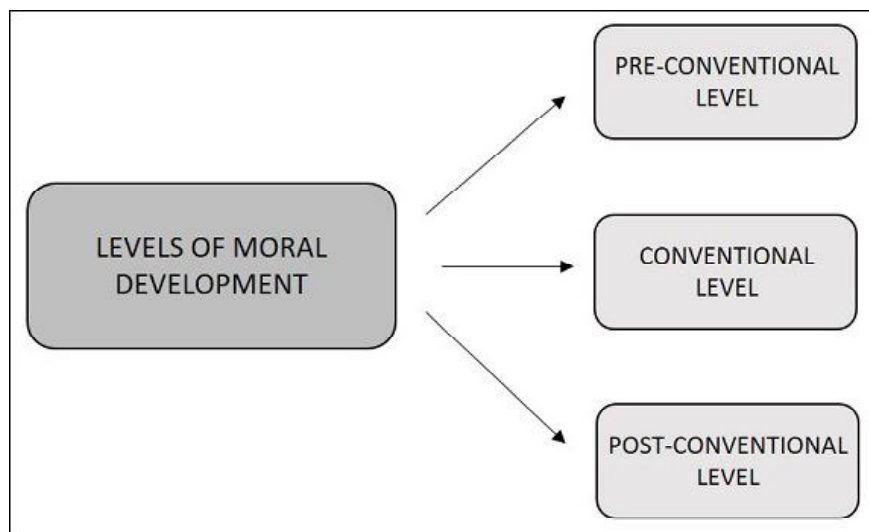 LEVELS OF MORAL
DEVELOPMENT
PRE-CONVENTIONAL
LEVEL
CONVENTIONAL
LEVEL
POST-CONVENTIONAL
LEVEL